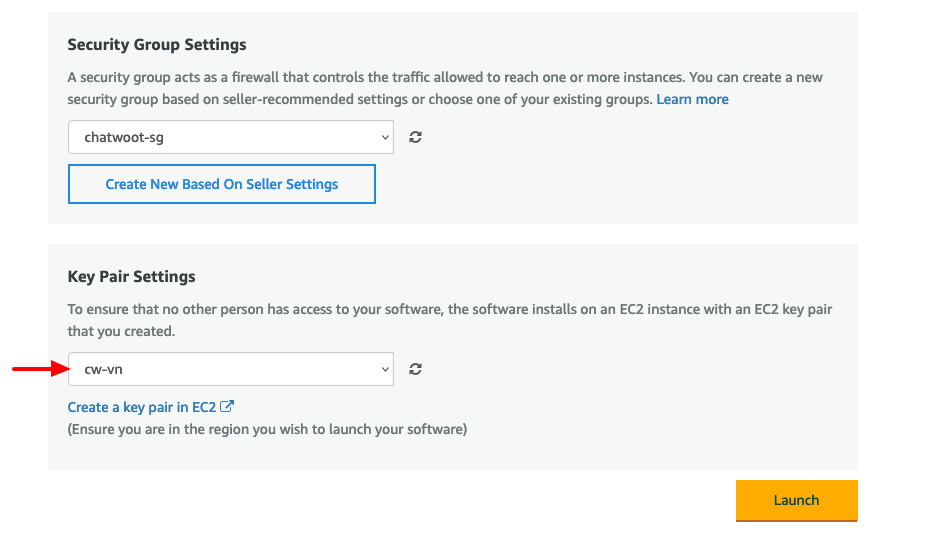 Security Group Settings
A security group acts as a firewall that controls the traffic allowed to reach one or more instances. You can create a new
security group based on seller-recommended settings or choose one of your existing groups. Learn more
chatwoot-sg
Create New Based On Seller Settings
Key Pair Settings
To ensure that no other person has access to your software, the software installs on an EC2 instance with an EC2 key pair
that you created.
cw-vn
Create a key pair in EC2
(Ensure you are in the region you wish to launch your software)
Launch